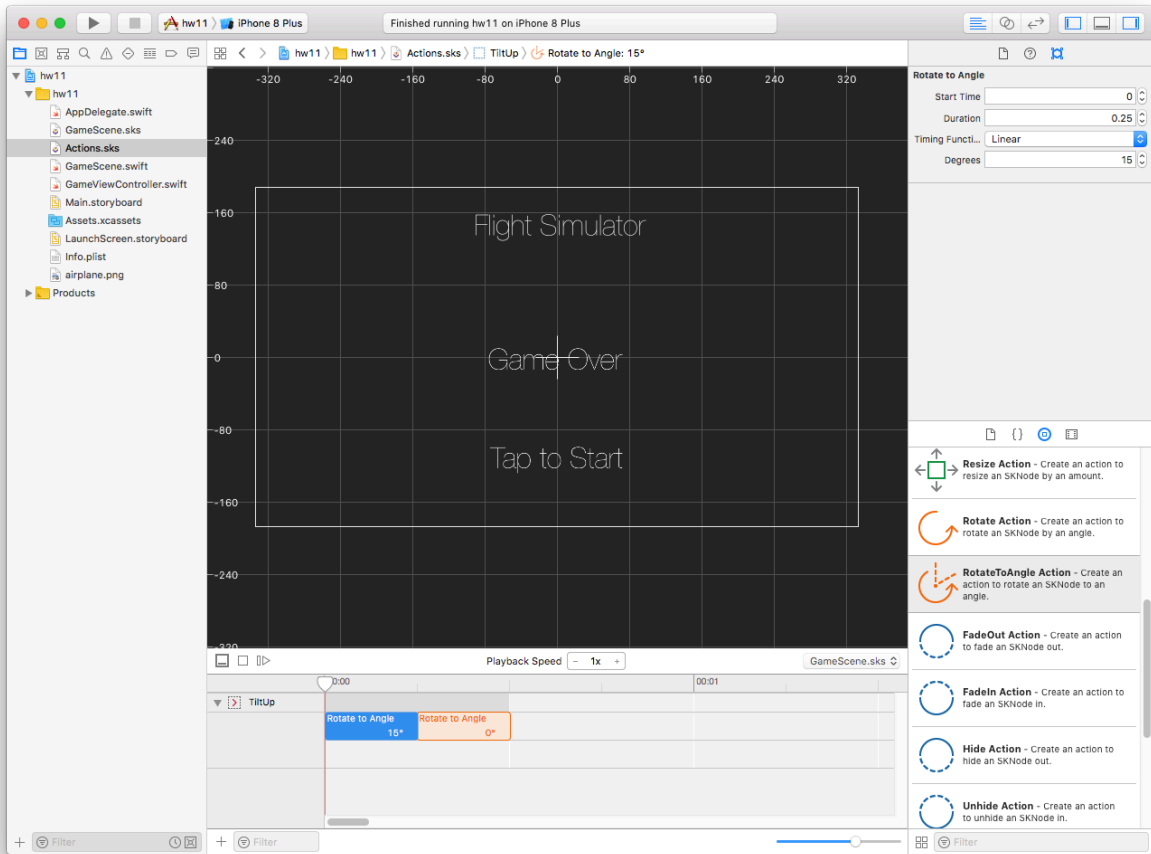 hw11 〉 iPhone 8 Plus
Finished running hw11 on iPhone 8 Plus
hw11 〉 hw11 〉 Actions.sks 〉 TiltUp 〉 Rotate to Angle: 15°
hw11
hw11
AppDelegate.swift
GameScene.sks
Actions.sks
GameScene.swift
GameViewController.swift
Main.storyboard
Assets.xcassets
LaunchScreen.storyboard
Info.plist
airplane.png
Products
Filter
-320 -240 -160 -80 0 80 160 240 320
240
160
80
0
-80
-160
-240
-320
Flight Simulator
Game Over
Tap to Start
Playback Speed - 1x +
GameScene.sks
0:00 00:01
TiltUp
Rotate to Angle
15°
Rotate to Angle
0°
Filter
Rotate to Angle
Start Time 0
Duration 0.25
Timing Functi... Linear
Degrees 15
{ }
Resize Action - Create an action to
resize an SKNode by an amount.
Rotate Action - Create an action to
rotate an SKNode by an angle.
RotateToAngle Action - Create an
action to rotate an SKNode to an
angle.
FadeOut Action - Create an action
to fade an SKNode out.
FadeIn Action - Create an action to
fade an SKNode in.
Hide Action - Create an action to
hide an SKNode out.
Unhide Action - Create an action
to unhide an SKNode in.
Filter